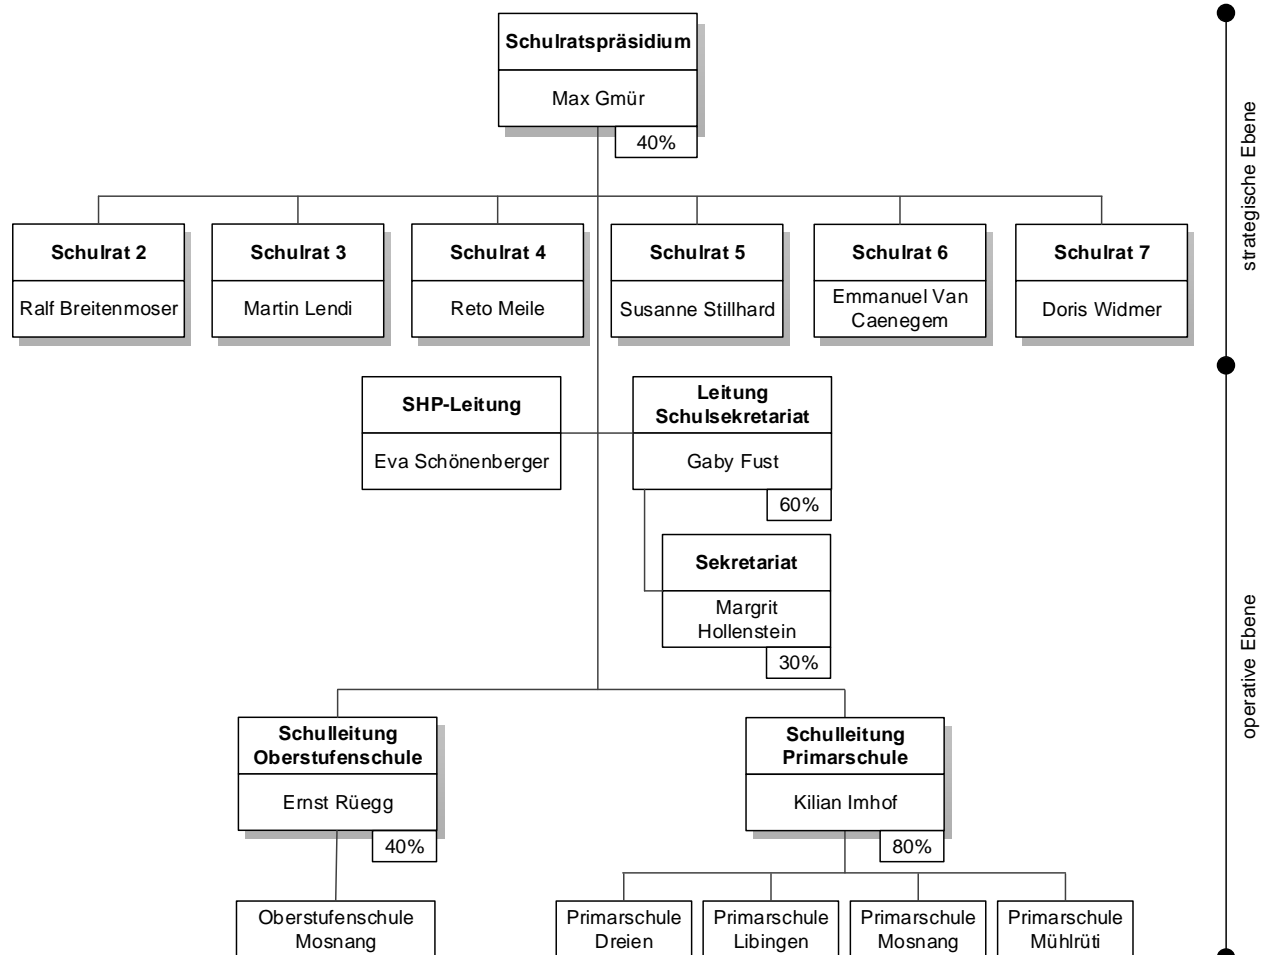 Schulratspräsidium
Max Gmür
40%
Schulrat 2
Ralf Breitenmoser
Schulrat 3
Martin Lendi
Schulrat 4
Reto Meile
Schulrat 5
Susanne Stillhard
Schulrat 6
Emmanuel Van
Caenegem
Schulrat 7
Doris Widmer
strategische Ebene
SHP-Leitung
Eva Schönenberger
Leitung
Schulsekretariat
Gaby Fust
60%
Sekretariat
Margrit
Hollenstein
30%
operative Ebene
Schulleitung
Oberstufenschule
Ernst Rüegg
40%
Schulleitung
Primarschule
Kilian Imhof
80%
Oberstufenschule
Mosnang
Primarschule
Dreien
Primarschule
Libingen
Primarschule
Mosnang
Primarschule
Mühlrüti